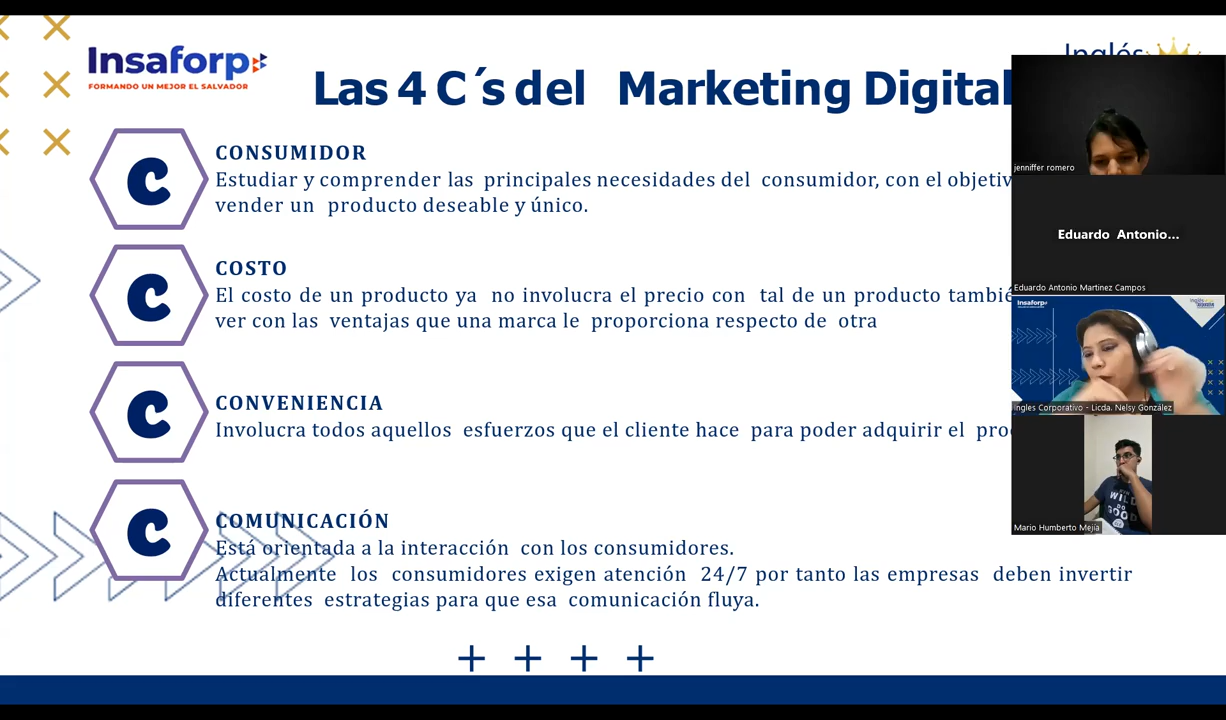 Insaforp
FORMANDO UN MEJOR EL SALVADOR
Inglés
Las 4 C´s del Marketing Digital
C
CONSUMIDOR
Estudiar y comprender las principales necesidades del consumidor, con el objetiv
vender un producto deseable y único.
C
COSTO
El costo de un producto ya no involucra el precio con tal de un producto tambié
ver con las ventajas que una marca le proporciona respecto de otra
C
CONVENIENCIA
Involucra todos aquellos esfuerzos que el cliente hace para poder adquirir el pro
C
COMUNICACIÓN
Está orientada a la interacción con los consumidores.
Actualmente los consumidores exigen atención 24/7 por tanto las empresas deben invertir
diferentes estrategias para que esa comunicación fluya.
jenniffer romero
Eduardo Antonio...
Eduardo Antonio Martinez Campos
Insaforp
Inglés
Ingles Corporativo - Licda. Nelsy González
WILD
GOOD
Mario Humberto Mejía